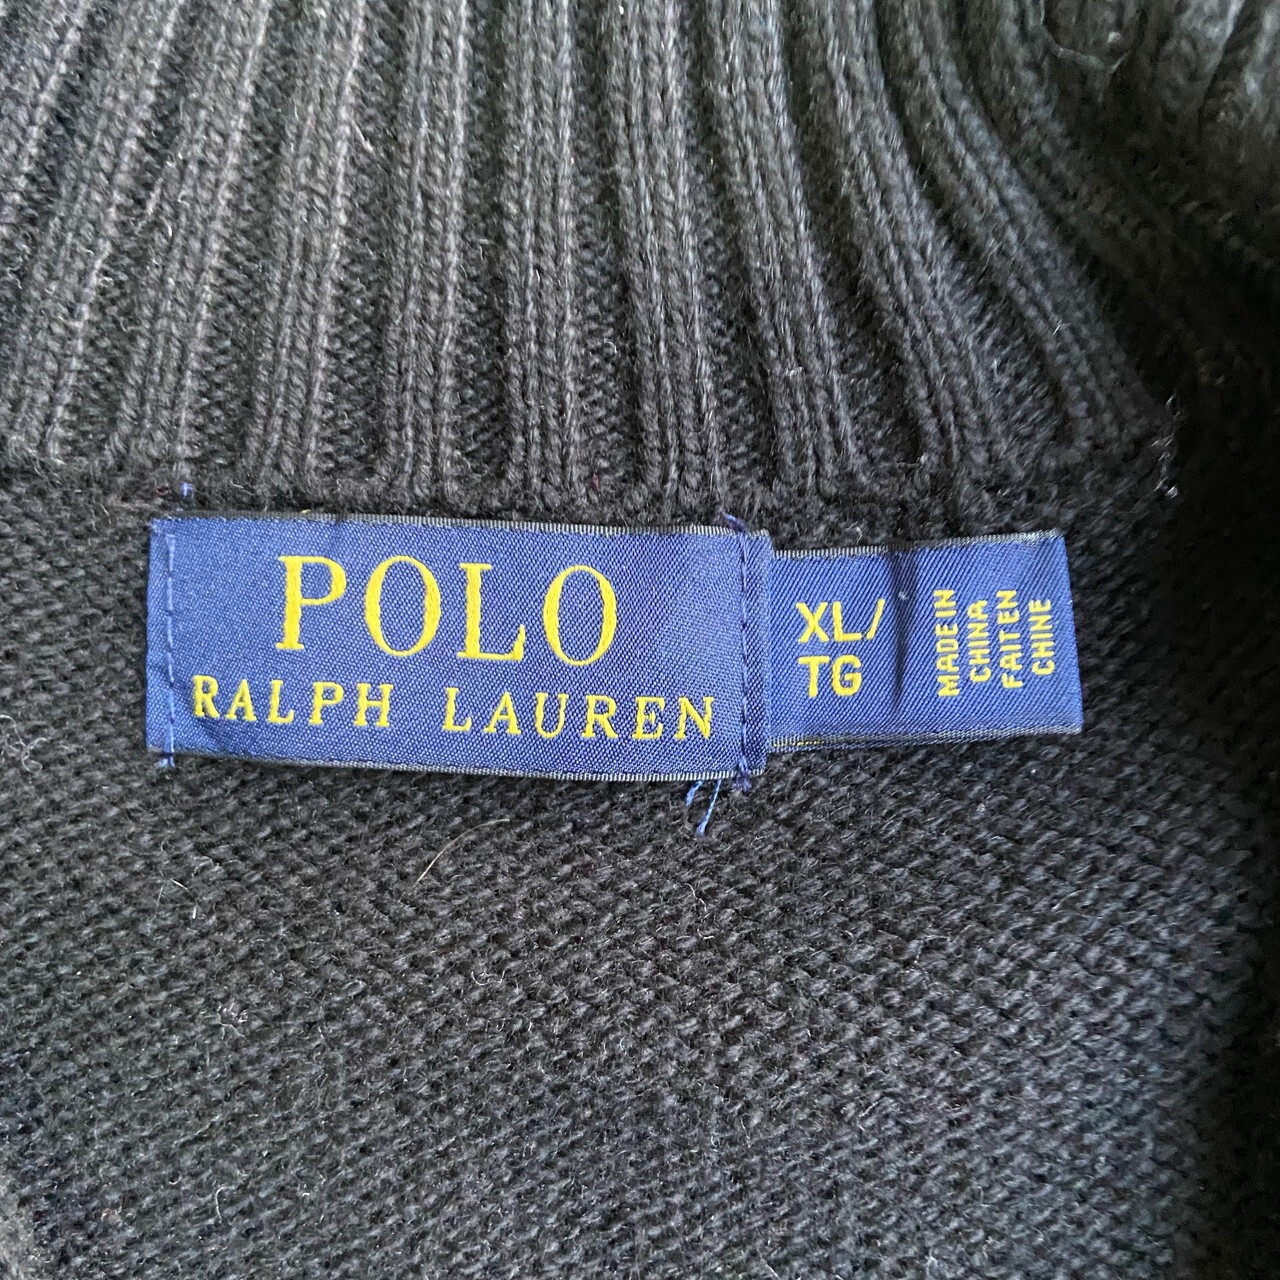 POLO
RALPH LAUREN
XL/
TG
MADE IN
CHINA
FAIT EN
CHINE